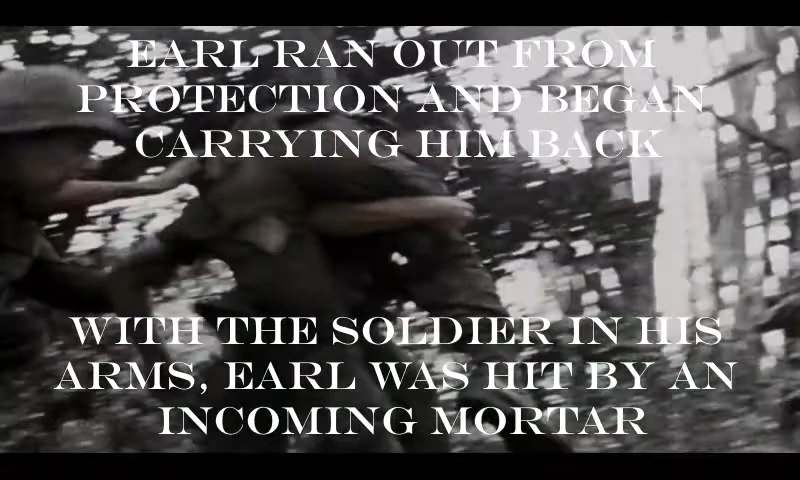 EARL RAN OUT FROM
PROTECTION AND BEGAN
CARRYING HIM BACK
WITH THE SOLDIER IN HIS
ARMS, EARL WAS HIT BY AN
INCOMING MORTAR